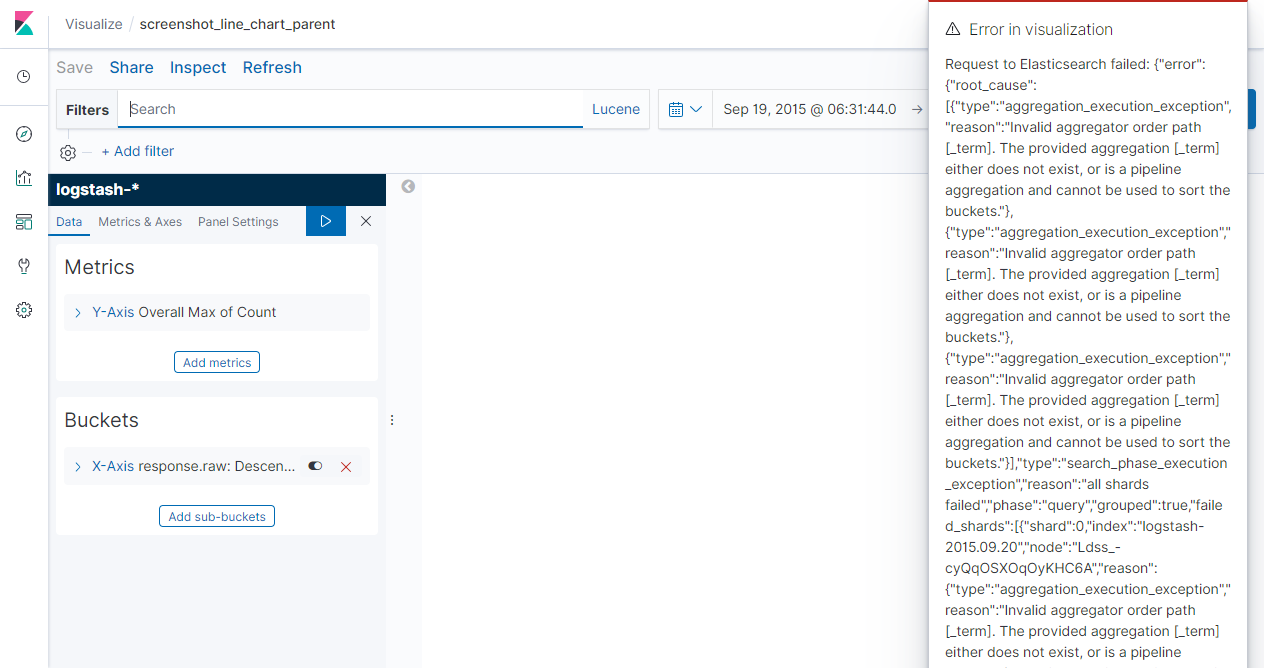 Visualize / screenshot_line_chart_parent
Save Share Inspect Refresh
Filters Search Lucene Sep 19, 2015 @ 06:31:44.0 →
+ Add filter
logstash-*
Data Metrics & Axes Panel Settings
Metrics
Y-Axis Overall Max of Count
Add metrics
Buckets
X-Axis response.raw: Descen...
Add sub-buckets
Error in visualization
Request to Elasticsearch failed: {"error":
{"root_cause":
[{"type":"aggregation_execution_exception",
"reason":"Invalid aggregator order path
[_term]. The provided aggregation [_term]
either does not exist, or is a pipeline
aggregation and cannot be used to sort the
buckets."},
{"type":"aggregation_execution_exception","
reason":"Invalid aggregator order path
[_term]. The provided aggregation [_term]
either does not exist, or is a pipeline
aggregation and cannot be used to sort the
buckets."},
{"type":"aggregation_execution_exception","
reason":"Invalid aggregator order path
[_term]. The provided aggregation [_term]
either does not exist, or is a pipeline
aggregation and cannot be used to sort the
buckets."}],"type":"search_phase_execution
_exception","reason":"all shards
failed","phase":"query","grouped":true,"faile
d_shards":[{"shard":0,"index":"logstash-
2015.09.20","node":"Ldss_-
cyQqOSXOqOyKHC6A","reason":
{"type":"aggregation_execution_exception","
reason":"Invalid aggregator order path
[_term]. The provided aggregation [_term]
either does not exist, or is a pipeline